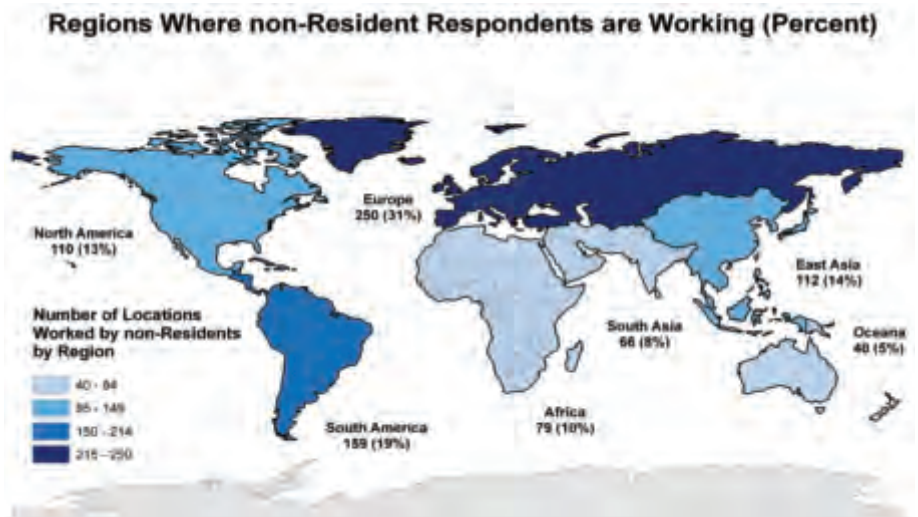 Regions Where non-Resident Respondents are Working (Percent)
Europe
250 (31%)
North America
110 (13%)
East Asia
112 (14%)
South Asia
66 (8%)
Oceana
40 (5%)
Number of Locations
Worked by non-Residents
by Region
40 - 84
85 - 149
150 - 214
215 - 250
South America
159 (19%)
Africa
79 (10%)